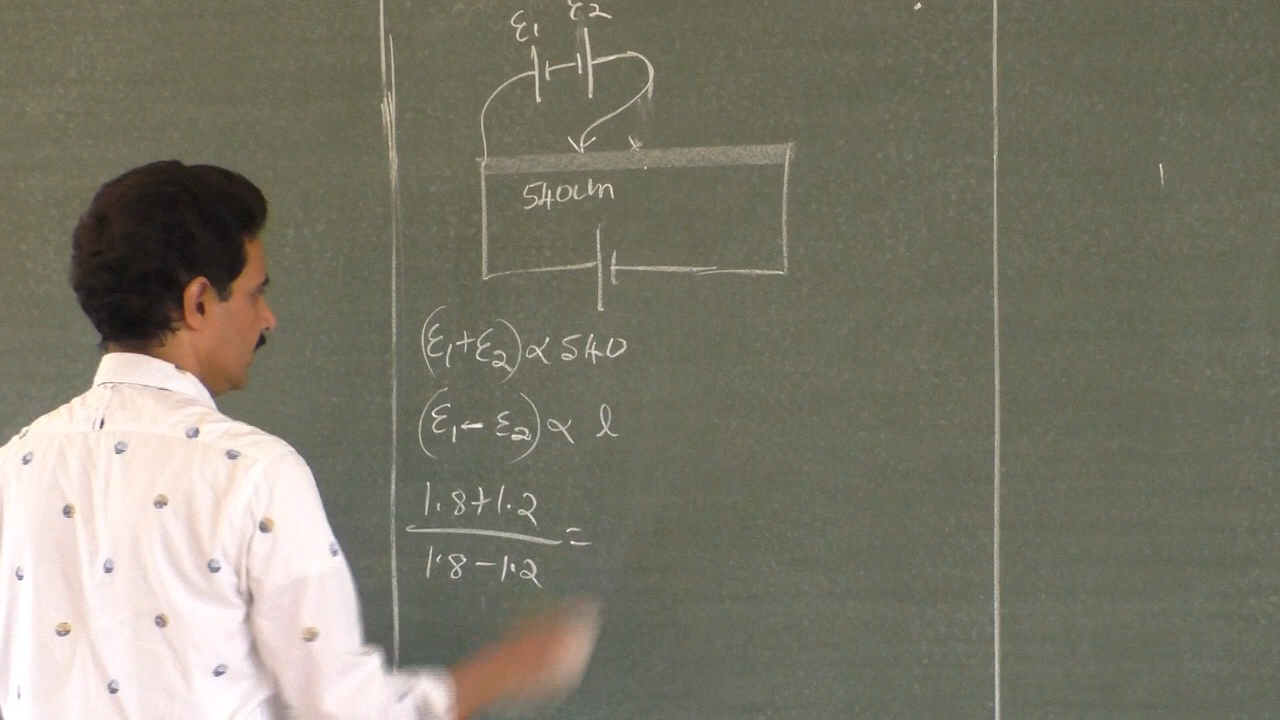 ε1 ε2
540cm
(ε1+ε2) ∝ 540
(ε1-ε2) ∝ l
1.8+1.2
1.8-1.2 =